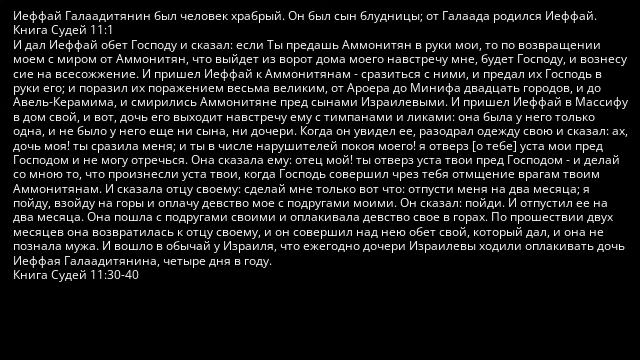 Иеффай Галаадитянин был человек храбрый. Он был сын блудницы; от Галаада родился Иеффай.
Книга Судей 11:1
И дал Иеффай обет Господу и сказал: если Ты предашь Аммонитян в руки мои, то по возвращении
моем с миром от Аммонитян, что выйдет из ворот дома моего навстречу мне, будет Господу, и вознесу
сие на всесожжение. И пришел Иеффай к Аммонитянам - сразиться с ними, и предал их Господь в
руки его; и поразил их поражением весьма великим, от Ароера до Минифа двадцать городов, и до
Авель-Керамима, и смирились Аммонитяне пред сынами Израилевыми. И пришел Иеффай в Массифу
в дом свой, и вот, дочь его выходит навстречу ему с тимпанами и ликами: она была у него только
одна, и не было у него еще ни сына, ни дочери. Когда он увидел ее, разодрал одежду свою и сказал: ах,
дочь моя! ты сразила меня; и ты в числе нарушителей покоя моего! я отверз [о тебе] уста мои пред
Господом и не могу отречься. Она сказала ему: отец мой! ты отверз уста твои пред Господом - и делай
со мною то, что произнесли уста твои, когда Господь совершил чрез тебя отмщение врагам твоим
Аммонитянам. И сказала отцу своему: сделай мне только вот что: отпусти меня на два месяца; я
пойду, взойду на горы и оплачу девство мое с подругами моими. Он сказал: пойди. И отпустил ее на
два месяца. Она пошла с подругами своими и оплакивала девство свое в горах. По прошествии двух
месяцев она возвратилась к отцу своему, и он совершил над нею обет свой, который дал, и она не
познала мужа. И вошло в обычай у Израиля, что ежегодно дочери Израилевы ходили оплакивать дочь
Иеффая Галаадитянина, четыре дня в году.
Книга Судей 11:30-40